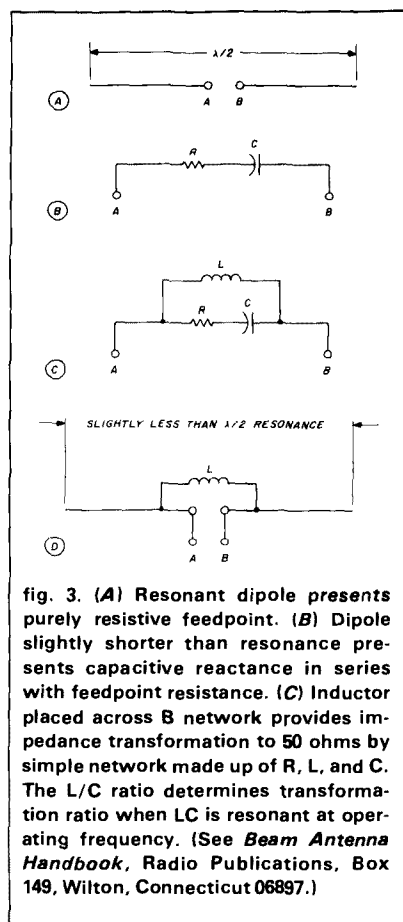 λ/2
A B
A
R C
B
A B
L
R C
C
A B
SLIGHTLY LESS THAN λ/2 RESONANCE
L
D
A B
fig. 3. (A) Resonant dipole presents
purely resistive feedpoint. (B) Dipole
slightly shorter than resonance pre-
sents capacitive reactance in series
with feedpoint resistance. (C) Inductor
placed across B network provides im-
pedance transformation to 50 ohms by
simple network made up of R, L, and C.
The L/C ratio determines transforma-
tion ratio when LC is resonant at oper-
ating frequency. (See Beam Antenna
Handbook, Radio Publications, Box
149, Wilton, Connecticut 06897.)